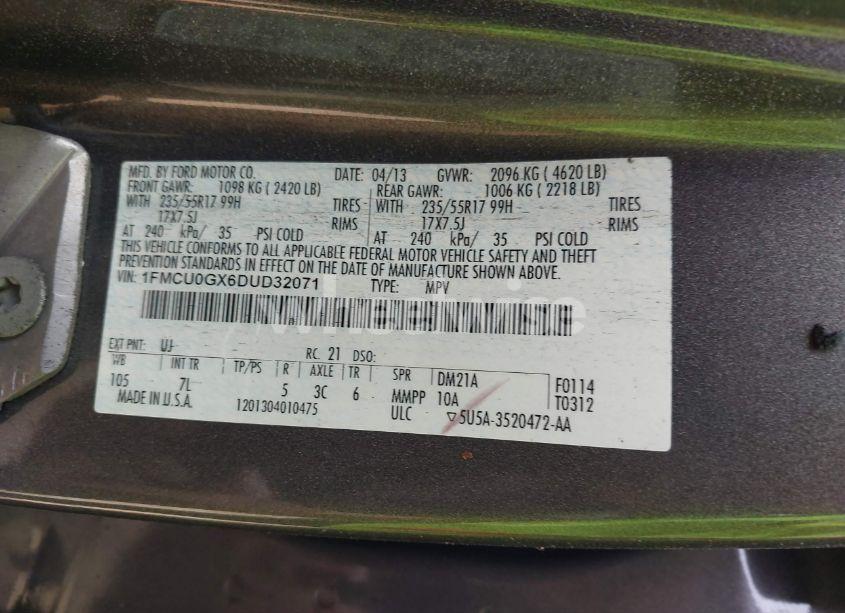 MFD. BY FORD MOTOR CO. DATE: 04/13 GVWR: 2096 KG ( 4620 LB)
FRONT GAWR: 1098 KG ( 2420 LB) REAR GAWR: 1006 KG ( 2218 LB)
WITH 235/55R17 99H TIRES WITH 235/55R17 99H TIRES
17X7.5J RIMS 17X7.5J RIMS
AT 240 kPa/ 35 PSI COLD AT 240 kPa/ 35 PSI COLD
THIS VEHICLE CONFORMS TO ALL APPLICABLE FEDERAL MOTOR VEHICLE SAFETY AND THEFT
PREVENTION STANDARDS IN EFFECT ON THE DATE OF MANUFACTURE SHOWN ABOVE.
VIN: 1FMCU0GX6DUD32071 TYPE: MPV
Wheelwise
EXT PNT: UJ RC: 21 DSO:
WB INT TR TP/PS R AXLE TR SPR DM21A F0114
105 7L 5 3C 6 MMPP 10A T0312
MADE IN U.S.A. 1201304010475 ULC ▽5U5A-3520472-AA